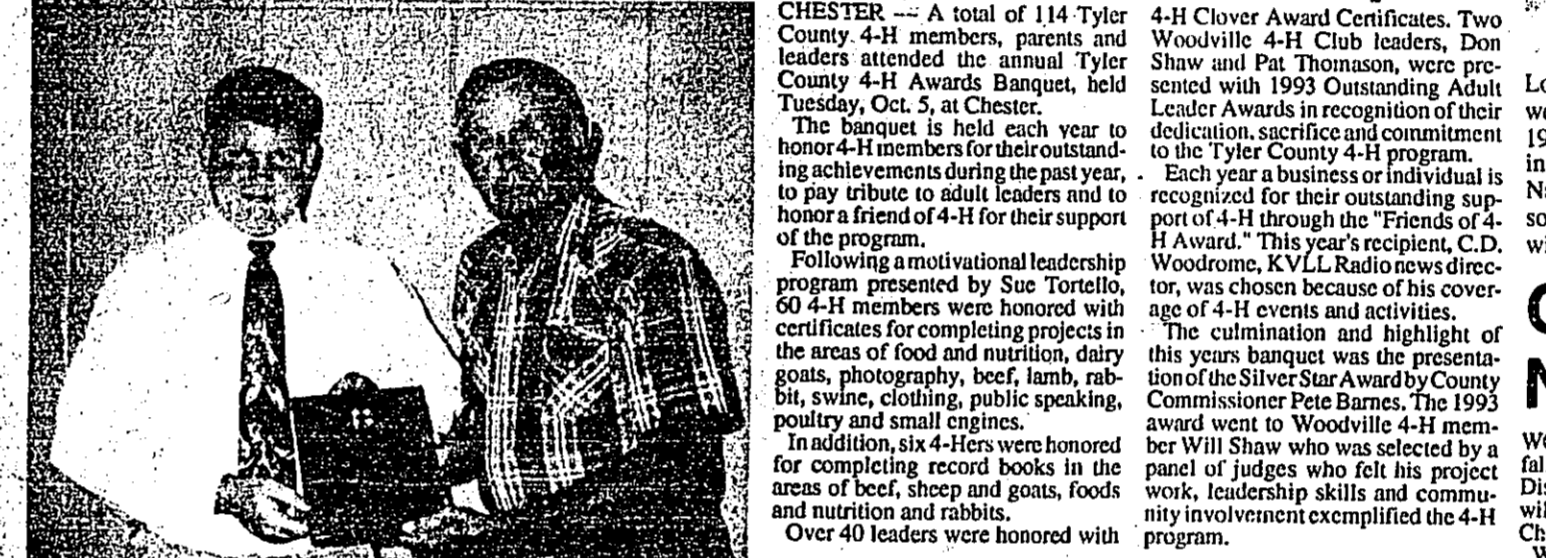 CHESTER -- A total of 114 Tyler
County 4-H members, parents and
leaders attended the annual Tyler
County 4-H Awards Banquet, held
Tuesday, Oct. 5, at Chester.
The banquet is held each year to
honor 4-H members for their outstand-
ing achievements during the past year,
to pay tribute to adult leaders and to
honor a friend of 4-H for their support
of the program.
Following a motivational leadership
program presented by Sue Tortello,
60 4-H members were honored with
certificates for completing projects in
the areas of food and nutrition, dairy
goats, photography, beef, lamb, rab-
bit, swine, clothing, public speaking,
poultry and small engines.
In addition, six 4-Hers were honored
for completing record books in the
areas of beef, sheep and goats, foods
and nutrition and rabbits.
Over 40 leaders were honored with
4-H Clover Award Certificates. Two
Woodville 4-H Club leaders, Don
Shaw and Pat Thomason, were pre-
sented with 1993 Outstanding Adult
Leader Awards in recognition of their
dedication, sacrifice and commitment
to the Tyler County 4-H program.
Each year a business or individual is
recognized for their outstanding sup-
port of 4-H through the "Friends of 4-
H Award." This year's recipient, C.D.
Woodrome, KVLL Radio news direc-
tor, was chosen because of his cover-
age of 4-H events and activities.
The culmination and highlight of
this years banquet was the presenta-
tion of the Silver Star Award by County
Commissioner Pete Barnes. The 1993
award went to Woodville 4-H mem-
ber Will Shaw who was selected by a
panel of judges who felt his project
work, leadership skills and commu-
nity involvement exemplified the 4-H
program.